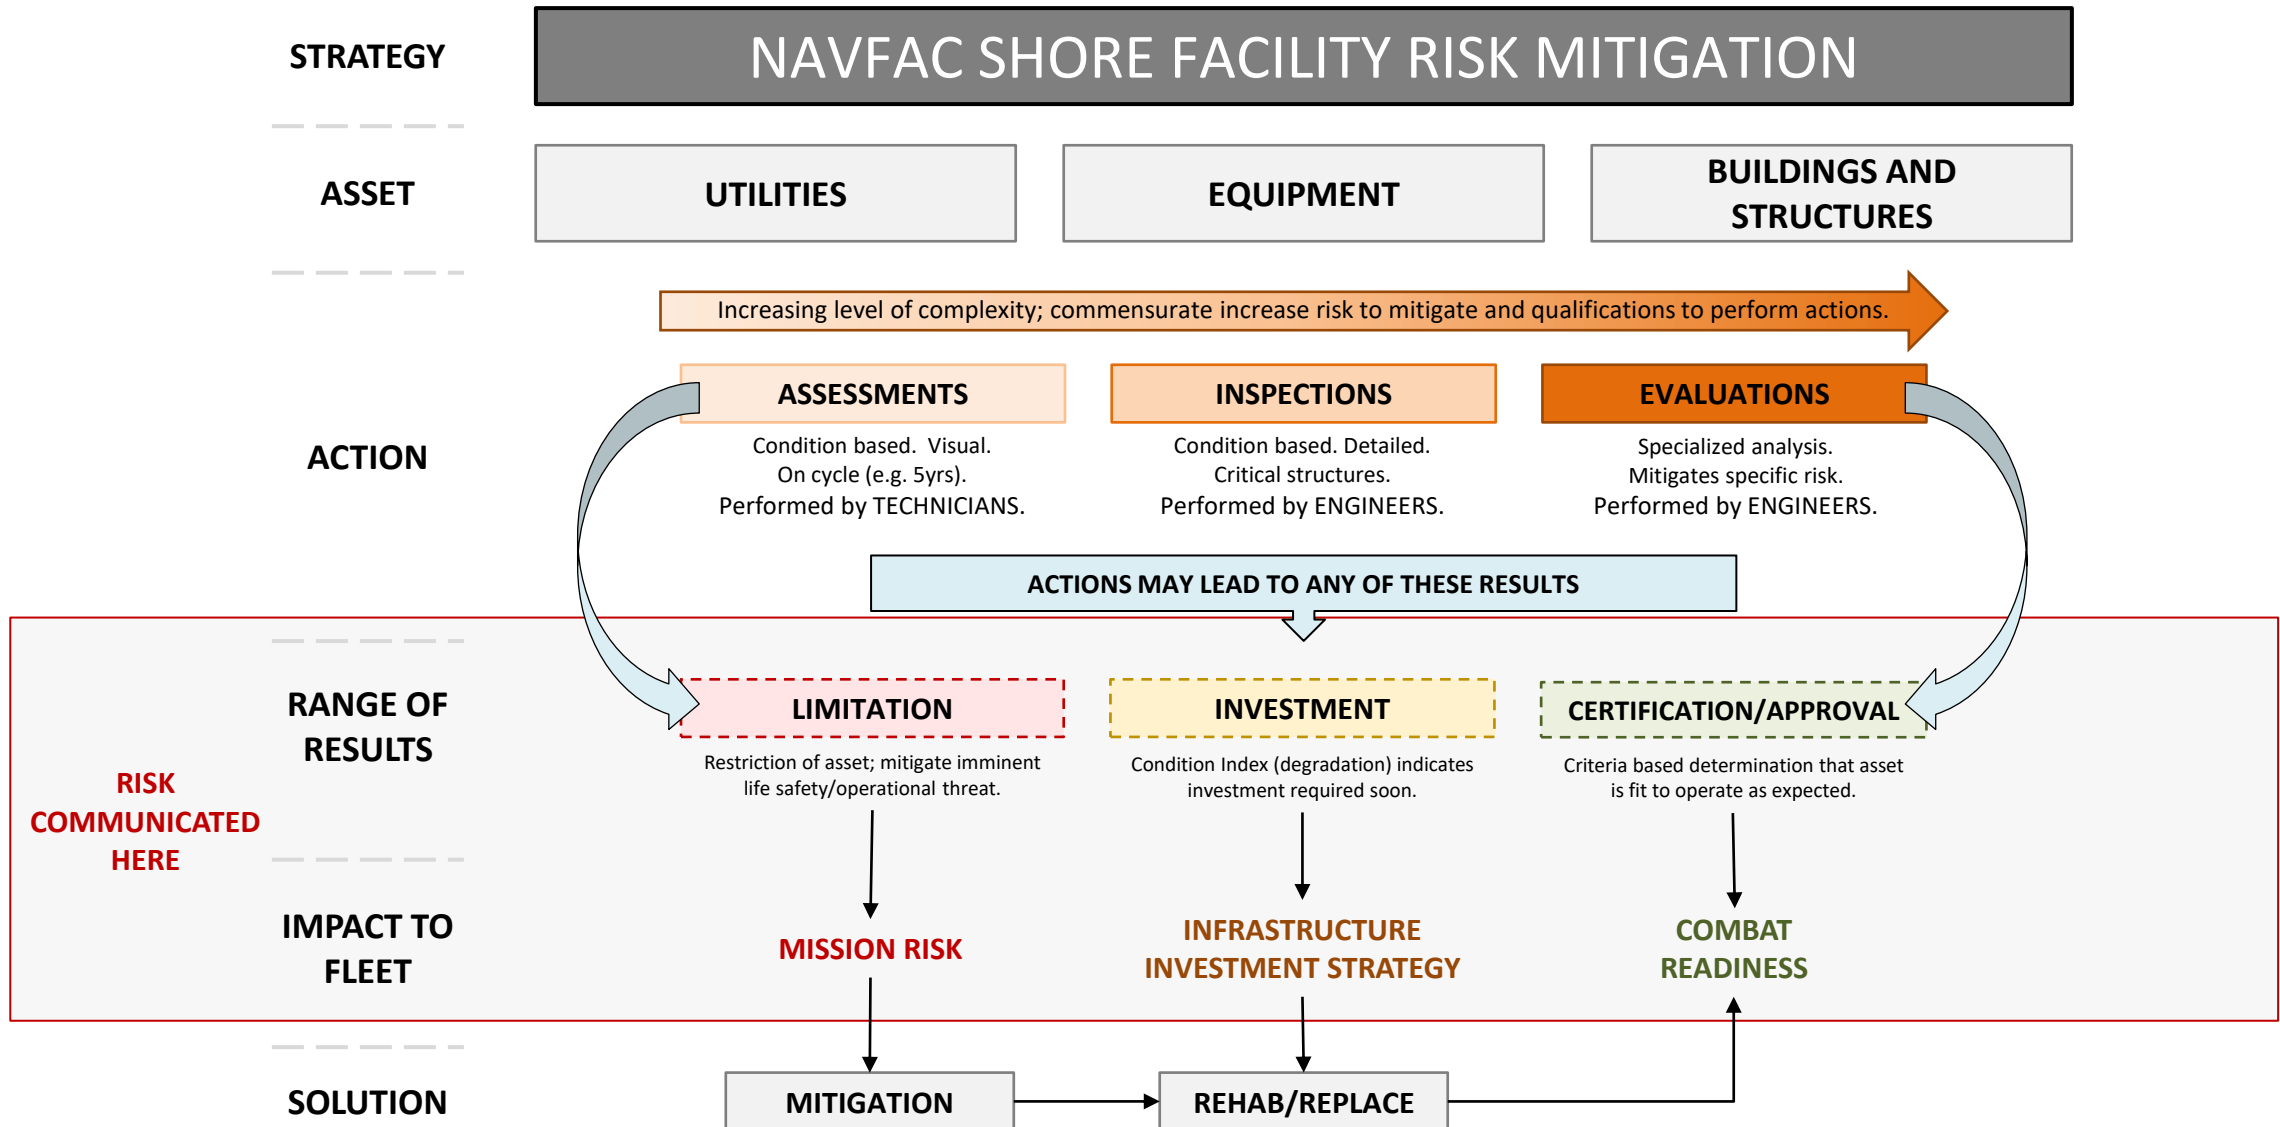 STRATEGY
NAVFAC SHORE FACILITY RISK MITIGATION
ASSET
UTILITIES
EQUIPMENT
BUILDINGS AND
STRUCTURES
Increasing level of complexity; commensurate increase risk to mitigate and qualifications to perform actions.
ACTION
ASSESSMENTS
Condition based.  Visual.
On cycle (e.g. 5yrs).
Performed by TECHNICIANS.
INSPECTIONS
Condition based. Detailed.
Critical structures.
Performed by ENGINEERS.
EVALUATIONS
Specialized analysis.
Mitigates specific risk.
Performed by ENGINEERS.
ACTIONS MAY LEAD TO ANY OF THESE RESULTS
RISK
COMMUNICATED
HERE
RANGE OF
RESULTS
LIMITATION
Restriction of asset; mitigate imminent
life safety/operational threat.
INVESTMENT
Condition Index (degradation) indicates
investment required soon.
CERTIFICATION/APPROVAL
Criteria based determination that asset
is fit to operate as expected.
IMPACT TO
FLEET
MISSION RISK
INFRASTRUCTURE
INVESTMENT STRATEGY
COMBAT
READINESS
SOLUTION
MITIGATION
REHAB/REPLACE